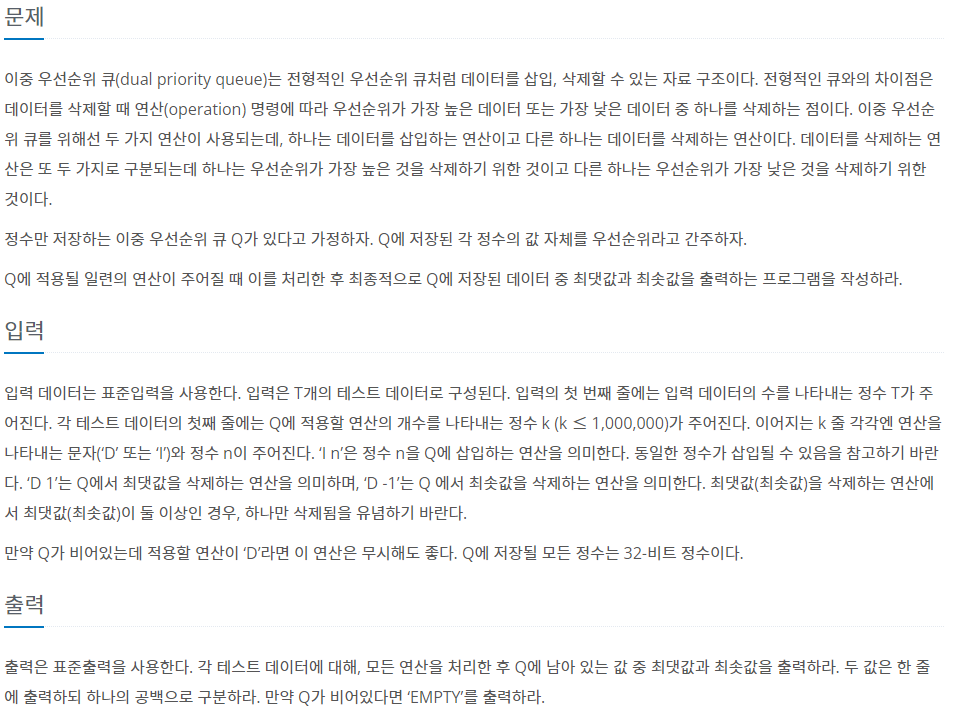 문제
이중 우선순위 큐(dual priority queue)는 전형적인 우선순위 큐처럼 데이터를 삽입, 삭제할 수 있는 자료 구조이다. 전형적인 큐와의 차이점은
데이터를 삭제할 때 연산(operation) 명령에 따라 우선순위가 가장 높은 데이터 또는 가장 낮은 데이터 중 하나를 삭제하는 점이다. 이중 우선순
위 큐를 위해선 두 가지 연산이 사용되는데, 하나는 데이터를 삽입하는 연산이고 다른 하나는 데이터를 삭제하는 연산이다. 데이터를 삭제하는 연
산은 또 두 가지로 구분되는데 하나는 우선순위가 가장 높은 것을 삭제하기 위한 것이고 다른 하나는 우선순위가 가장 낮은 것을 삭제하기 위한
것이다.
정수만 저장하는 이중 우선순위 큐 Q가 있다고 가정하자. Q에 저장된 각 정수의 값 자체를 우선순위라고 간주하자.
Q에 적용될 일련의 연산이 주어질 때 이를 처리한 후 최종적으로 Q에 저장된 데이터 중 최댓값과 최솟값을 출력하는 프로그램을 작성하라.
입력
입력 데이터는 표준입력을 사용한다. 입력은 T개의 테스트 데이터로 구성된다. 입력의 첫 번째 줄에는 입력 데이터의 수를 나타내는 정수 T가 주
어진다. 각 테스트 데이터의 첫째 줄에는 Q에 적용할 연산의 개수를 나타내는 정수 k (k ≤ 1,000,000)가 주어진다. 이어지는 k 줄 각각엔 연산을
나타내는 문자(‘D’ 또는 ‘I’)와 정수 n이 주어진다. ‘I n’은 정수 n을 Q에 삽입하는 연산을 의미한다. 동일한 정수가 삽입될 수 있음을 참고하기 바란
다. ‘D 1’는 Q에서 최댓값을 삭제하는 연산을 의미하며, ‘D -1’는 Q 에서 최솟값을 삭제하는 연산을 의미한다. 최댓값(최솟값)을 삭제하는 연산에
서 최댓값(최솟값)이 둘 이상인 경우, 하나만 삭제됨을 유념하기 바란다.
만약 Q가 비어있는데 적용할 연산이 ‘D’라면 이 연산은 무시해도 좋다. Q에 저장될 모든 정수는 32-비트 정수이다.
출력
출력은 표준출력을 사용한다. 각 테스트 데이터에 대해, 모든 연산을 처리한 후 Q에 남아 있는 값 중 최댓값과 최솟값을 출력하라. 두 값은 한 줄
에 출력하되 하나의 공백으로 구분하라. 만약 Q가 비어있다면 ‘EMPTY’를 출력하라.